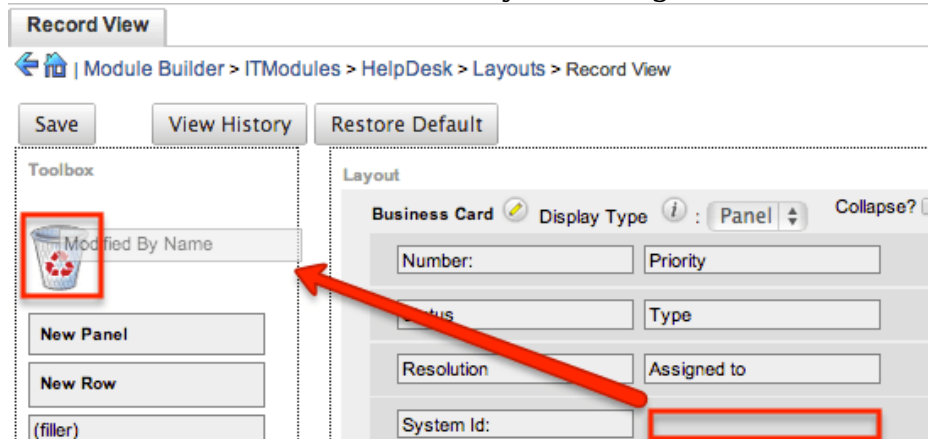 Record View
| Module Builder > ITModules > HelpDesk > Layouts > Record View
Save View History Restore Default
Toolbox
Layout
Business Card Display Type i : Panel Collapse?
Modified By Name
Number: Priority
Status Type
New Panel
Resolution Assigned to
New Row
System Id:
(filler)